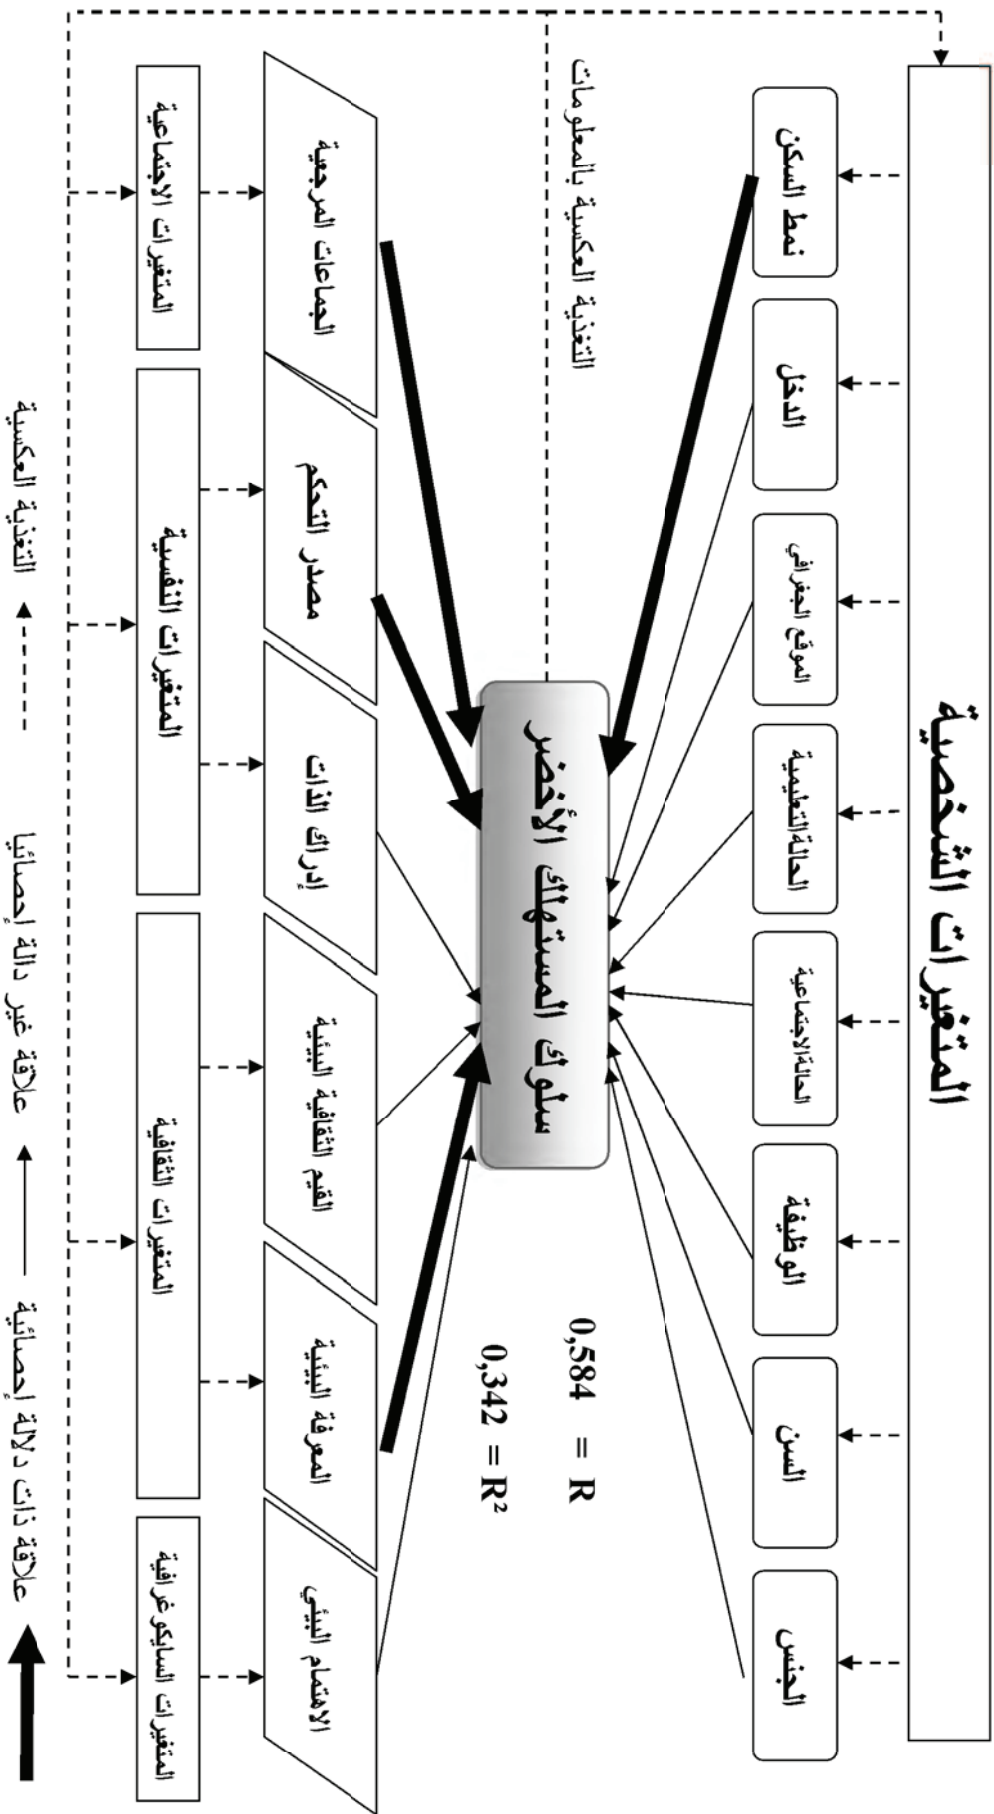 المتغيرات الشخصية
الجنس
السن
الوظيفة
الحالة الاجتماعية
الحالة التعليمية
الموقع الجغرافي
الدخل
نمط السكن
R = 0,584
R² = 0,342
سلوك المستهلك الأخضر
التغذية العكسية بالمعلومات
الاهتمام البيئي
المعرفة البيئية
القيم الثقافية البيئية
إدراك الذات
مصدر التحكم
الجماعات المرجعية
المتغيرات السايكوغرافية
المتغيرات الثقافية
المتغيرات النفسية
المتغيرات الاجتماعية
علاقة ذات دلالة إحصائية
علاقة غير دالة إحصائيا
التغذية العكسية